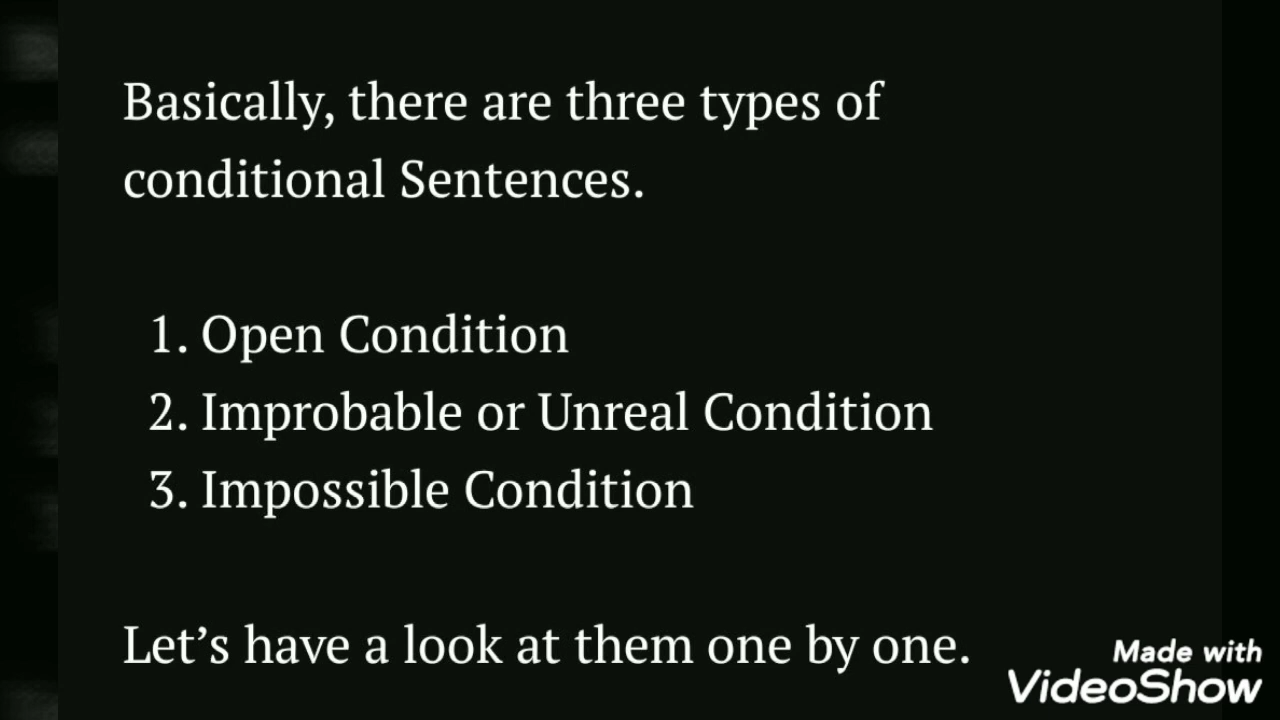 Basically, there are three types of
conditional Sentences.
1. Open Condition
2. Improbable or Unreal Condition
3. Impossible Condition
Let’s have a look at them one by one.
Made with
VideoShow